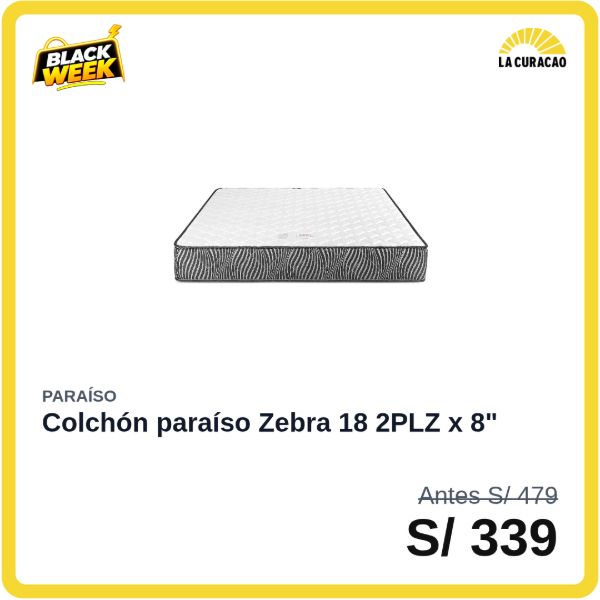 BLACK
WEEK
LA CURACAO
PARAÍSO
Colchón paraíso Zebra 18 2PLZ x 8"
Antes S/ 479
S/ 339